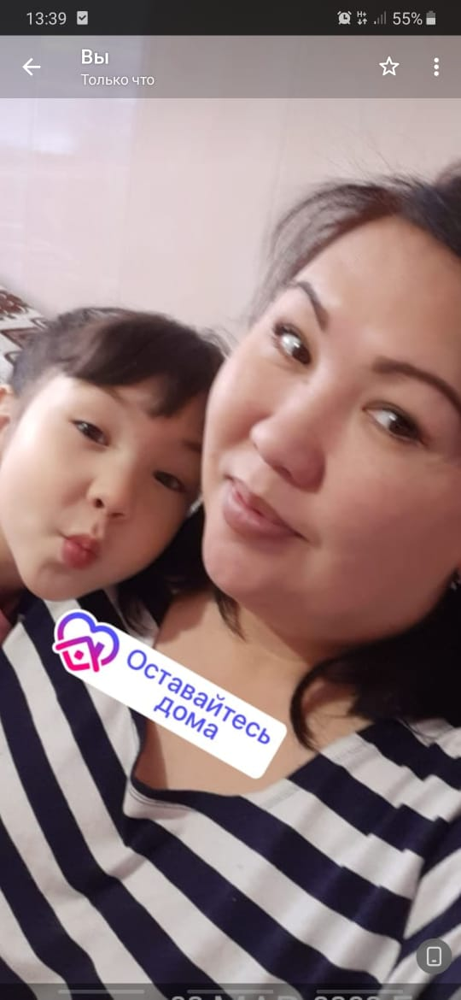 13:39
55%
Вы
Только что
Оставайтесь
дома